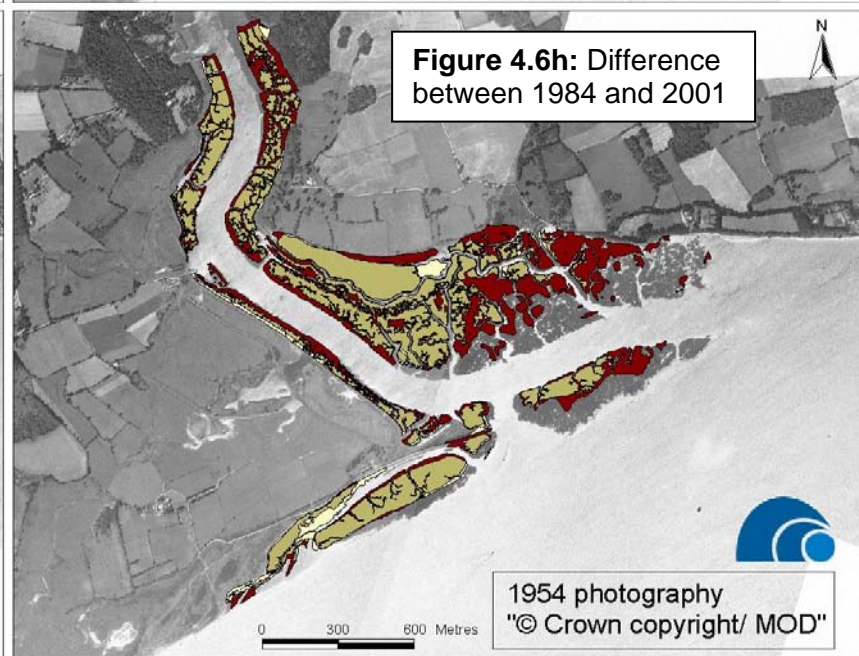 Figure 4.6h: Difference
between 1984 and 2001
N
0 300 600 Metres
1954 photography
"© Crown copyright/ MOD"